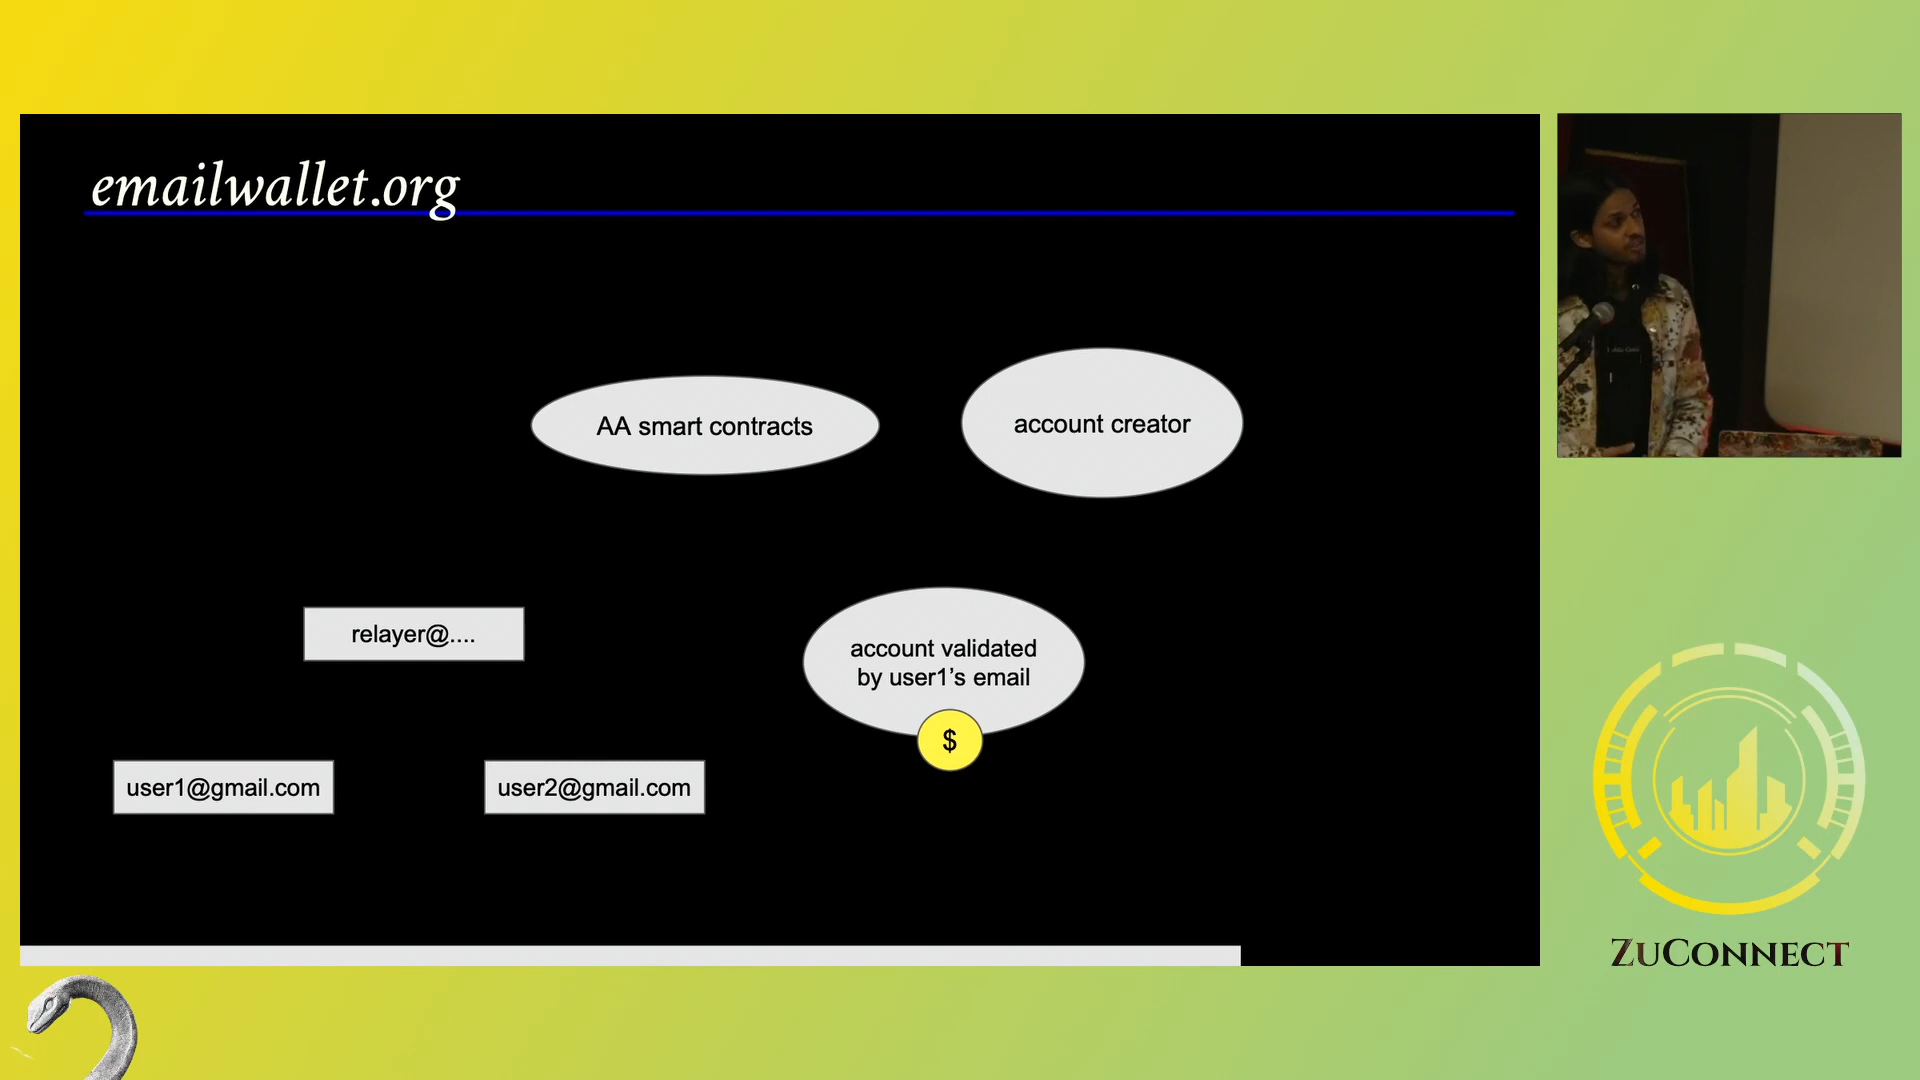 emailwallet.org
AA smart contracts
account creator
relayer@....
account validated
by user1’s email
$
user1@gmail.com
user2@gmail.com
ZUCONNECT